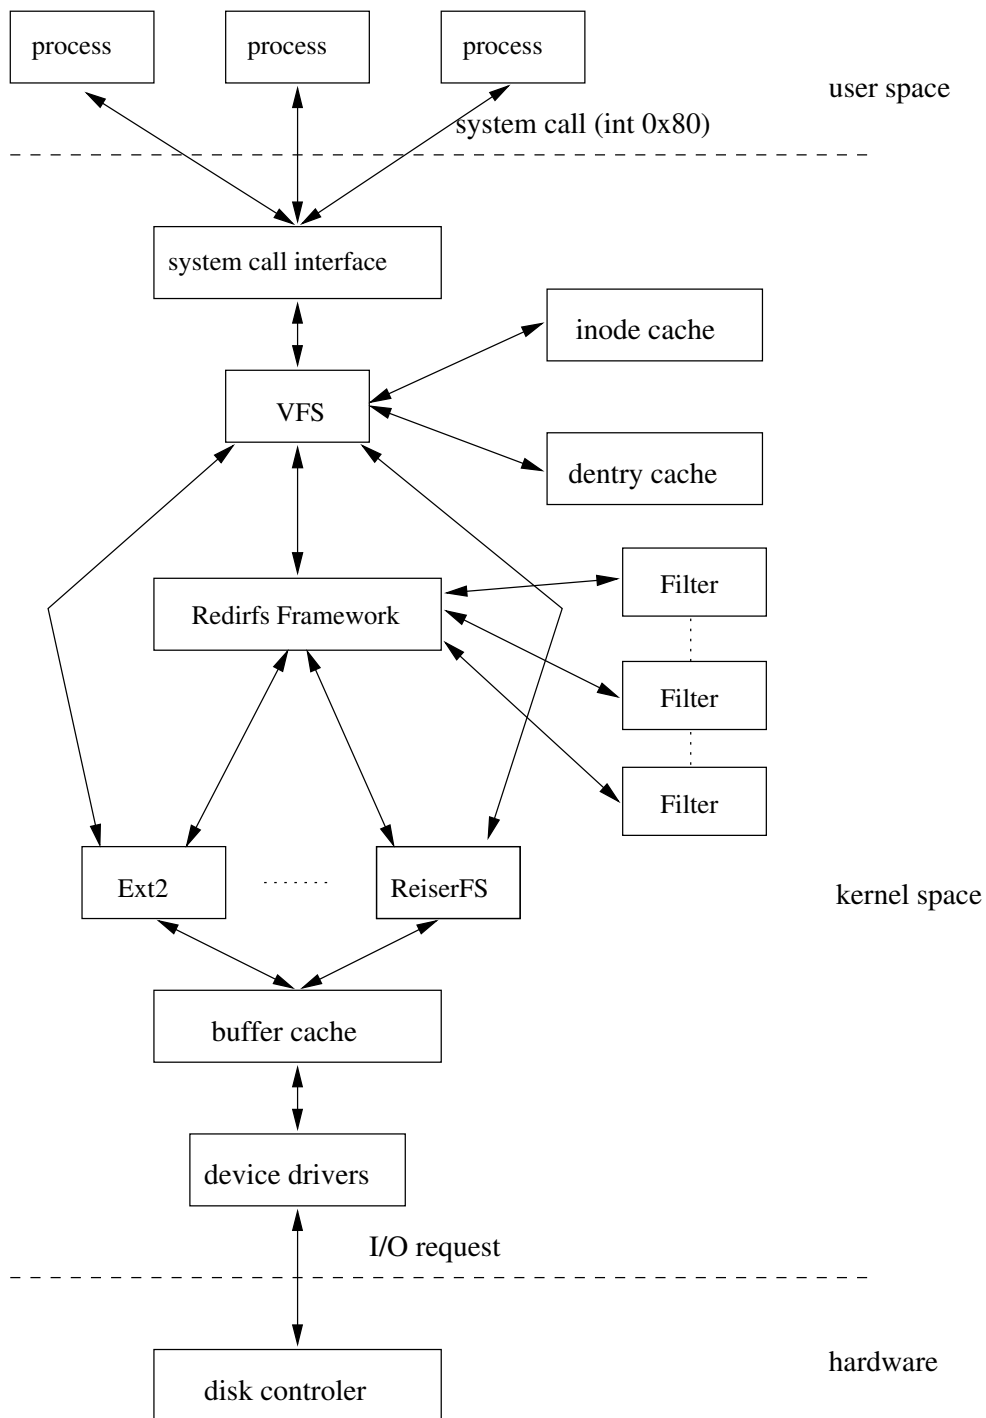 process
process
process
user space
system call (int 0x80)
system call interface
inode cache
VFS
dentry cache
Filter
Redirfs Framework
Filter
Filter
Ext2
ReiserFS
kernel space
buffer cache
device drivers
I/O request
hardware
disk controler